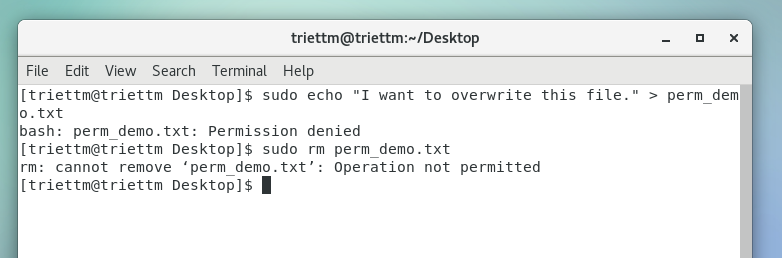 triettm@triettm:~/Desktop
File Edit View Search Terminal Help
[triettm@triettm Desktop]$ sudo echo "I want to overwrite this file." > perm_dem
o.txt
bash: perm_demo.txt: Permission denied
[triettm@triettm Desktop]$ sudo rm perm_demo.txt
rm: cannot remove ‘perm_demo.txt’: Operation not permitted
[triettm@triettm Desktop]$